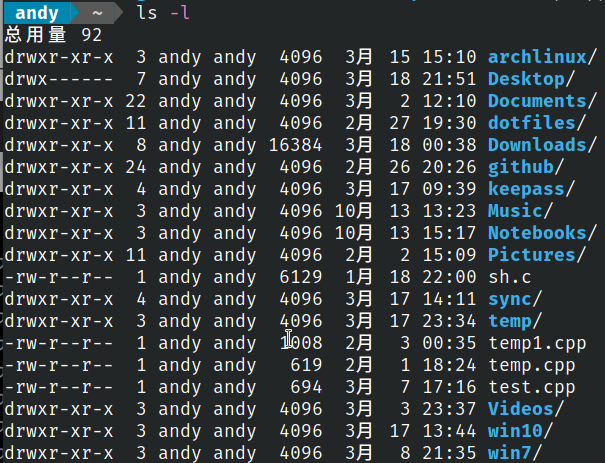 andy ~ ls -l
总用量 92
drwxr-xr-x 3 andy andy 4096 3月 15 15:10 archlinux/
drwx------ 7 andy andy 4096 3月 18 21:51 Desktop/
drwxr-xr-x 22 andy andy 4096 3月 2 12:10 Documents/
drwxr-xr-x 11 andy andy 4096 2月 27 19:30 dotfiles/
drwxr-xr-x 8 andy andy 16384 3月 18 00:38 Downloads/
drwxr-xr-x 24 andy andy 4096 2月 26 20:26 github/
drwxr-xr-x 4 andy andy 4096 3月 17 09:39 keepass/
drwxr-xr-x 3 andy andy 4096 10月 13 13:23 Music/
drwxr-xr-x 3 andy andy 4096 10月 13 15:17 Notebooks/
drwxr-xr-x 11 andy andy 4096 2月 2 15:09 Pictures/
-rw-r--r-- 1 andy andy 6129 1月 18 22:00 sh.c
drwxr-xr-x 4 andy andy 4096 3月 17 14:11 sync/
drwxr-xr-x 3 andy andy 4096 3月 17 23:34 temp/
-rw-r--r-- 1 andy andy 1008 2月 3 00:35 temp1.cpp
-rw-r--r-- 1 andy andy 619 2月 1 18:24 temp.cpp
-rw-r--r-- 1 andy andy 694 3月 7 17:16 test.cpp
drwxr-xr-x 3 andy andy 4096 3月 3 23:37 Videos/
drwxr-xr-x 3 andy andy 4096 3月 17 13:44 win10/
drwxr-xr-x 3 andy andy 4096 3月 8 21:35 win7/